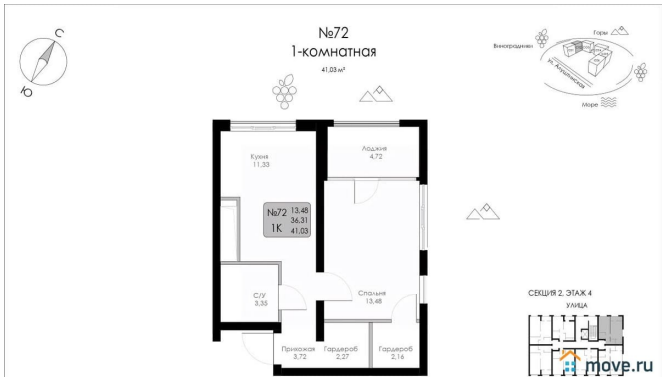 №72
1-комнатная
41,03 м²
С
Ю
Горы
Виноградники
ул. Алуштинская
Море
Кухня
11,33
Лоджия
4,72
№72 13.48
36.31
1К 41.03
С/У
3,35
Спальня
13,48
Прихожая
3,72
Гардероб
2,27
Гардероб
2,16
СЕКЦИЯ 2, ЭТАЖ 4
УЛИЦА
move.ru